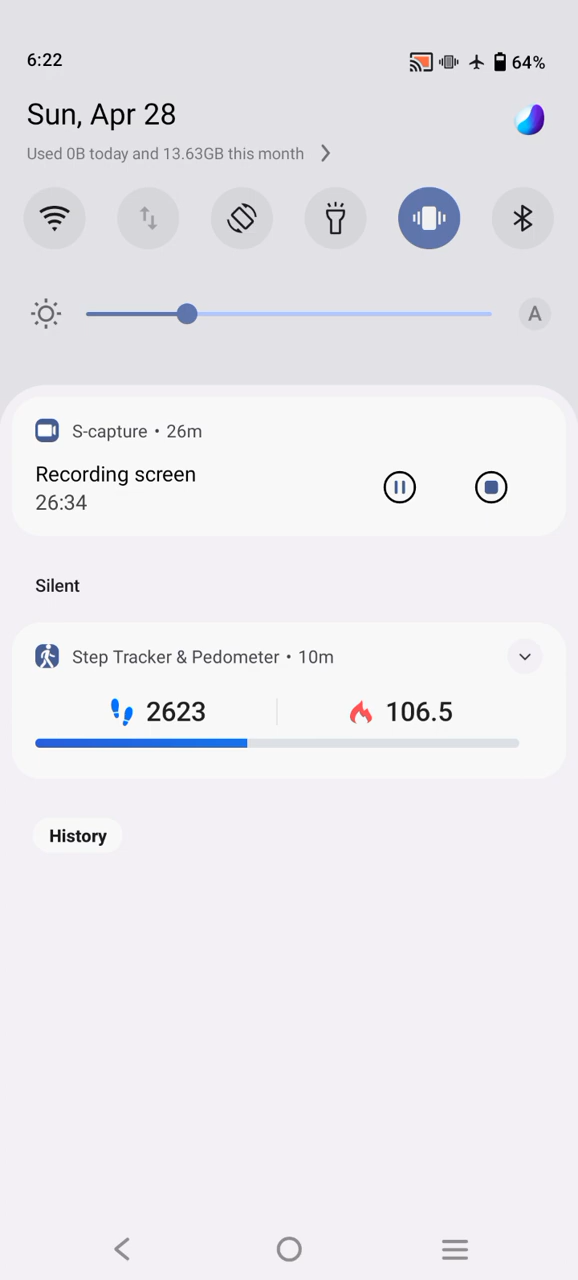 6:22
64%
Sun, Apr 28
Used 0B today and 13.63GB this month
A
S-capture • 26m
Recording screen
26:34
Silent
Step Tracker & Pedometer • 10m
2623
106.5
History